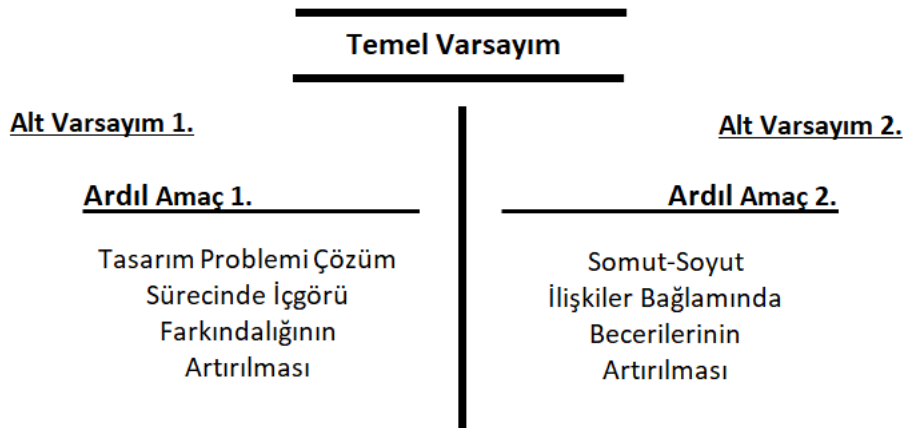 Temel Varsayım
Alt Varsayım 1.
Ardıl Amaç 1.
Tasarım Problemi Çözüm
Sürecinde İçgörü
Farkındalığının
Artırılması
Alt Varsayım 2.
Ardıl Amaç 2.
Somut-Soyut
İlişkiler Bağlamında
Becerilerinin
Artırılması